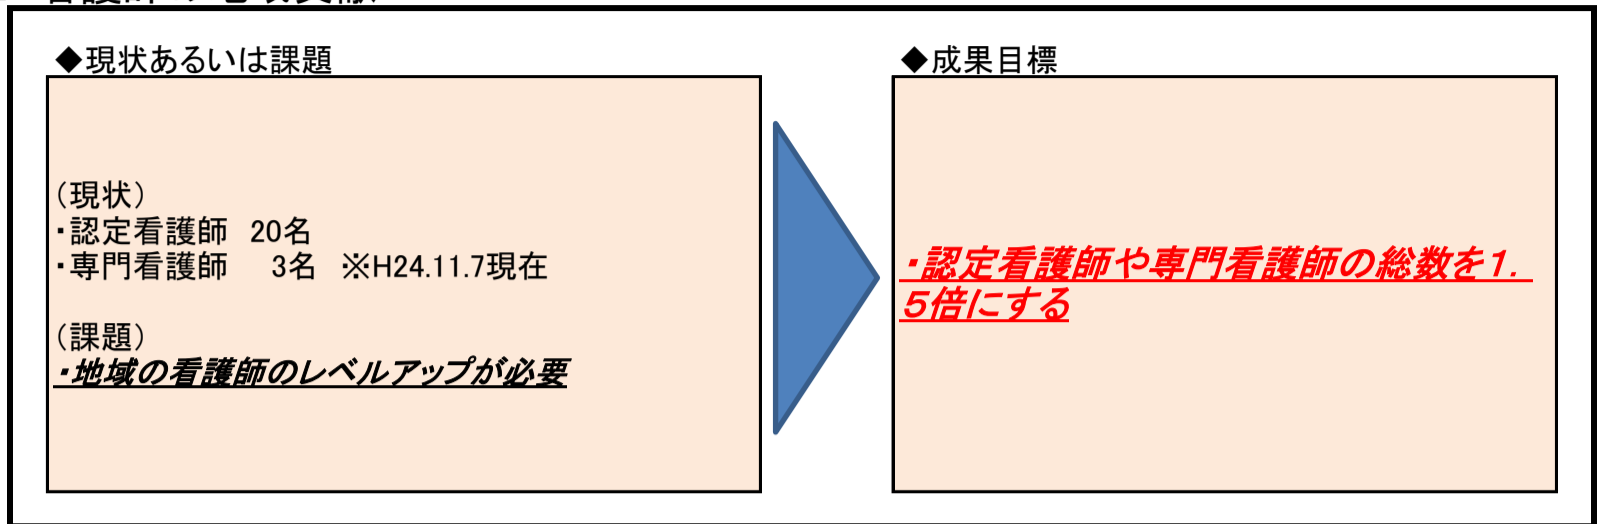 ◆現状あるいは課題
(現状)
・認定看護師　20名
・専門看護師　 3名　※H24.11.7現在
(課題)
・地域の看護師のレベルアップが必要
◆成果目標
・認定看護師や専門看護師の総数を1.
5倍にする